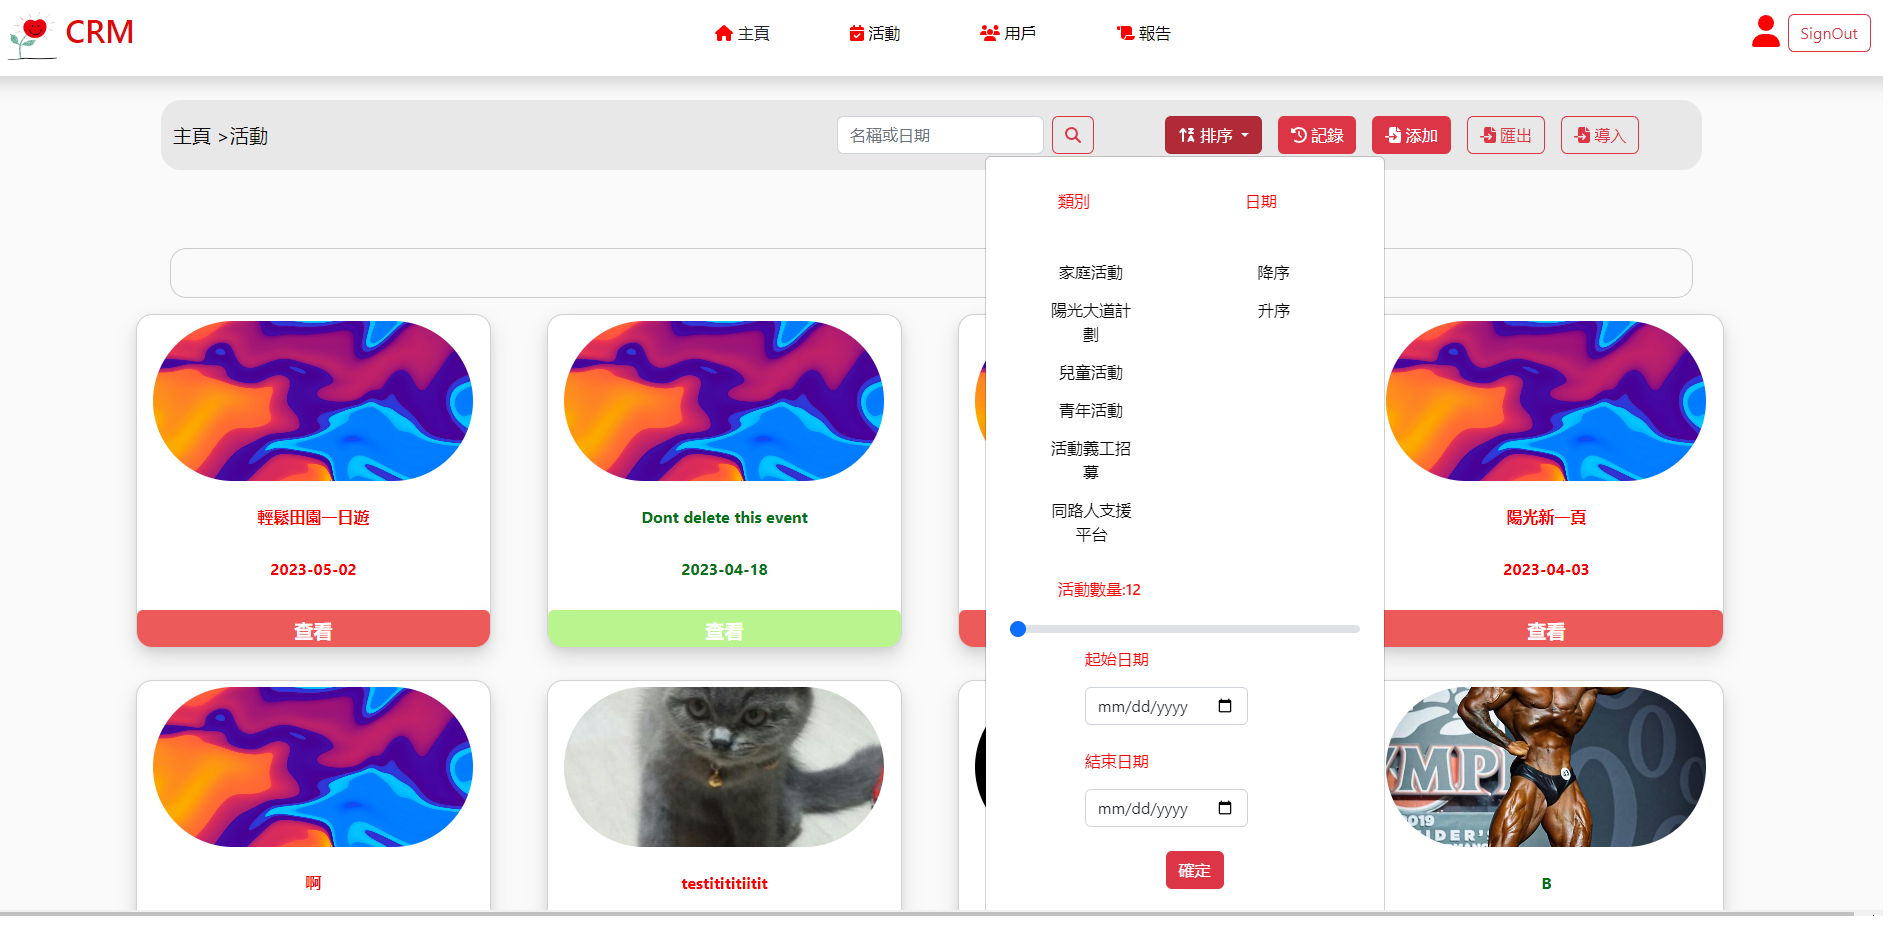 CRM
主頁
活動
用戶
報告
SignOut
主頁 >活動
名稱或日期
排序
記錄
添加
匯出
導入
類別
日期
家庭活動
降序
陽光大道計
劃
升序
兒童活動
青年活動
活動義工招
募
同路人支援
平台
活動數量:12
起始日期
mm/dd/yyyy
結束日期
mm/dd/yyyy
確定
輕鬆田園一日遊
2023-05-02
查看
Dont delete this event
2023-04-18
查看
陽光新一頁
2023-04-03
查看
啊
testitititiitit
B
2019